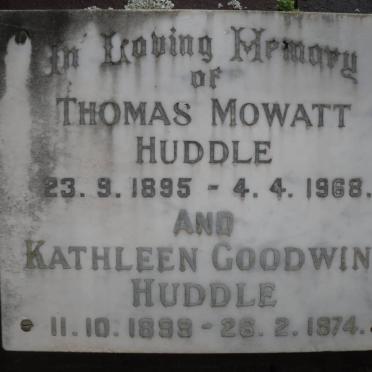 In Loving Memory
of
THOMAS MOWATT
HUDDLE
23.9.1895 - 4.4.1968.
AND
KATHLEEN GOODWIN
HUDDLE
11.10.1899 - 26.2.1974.